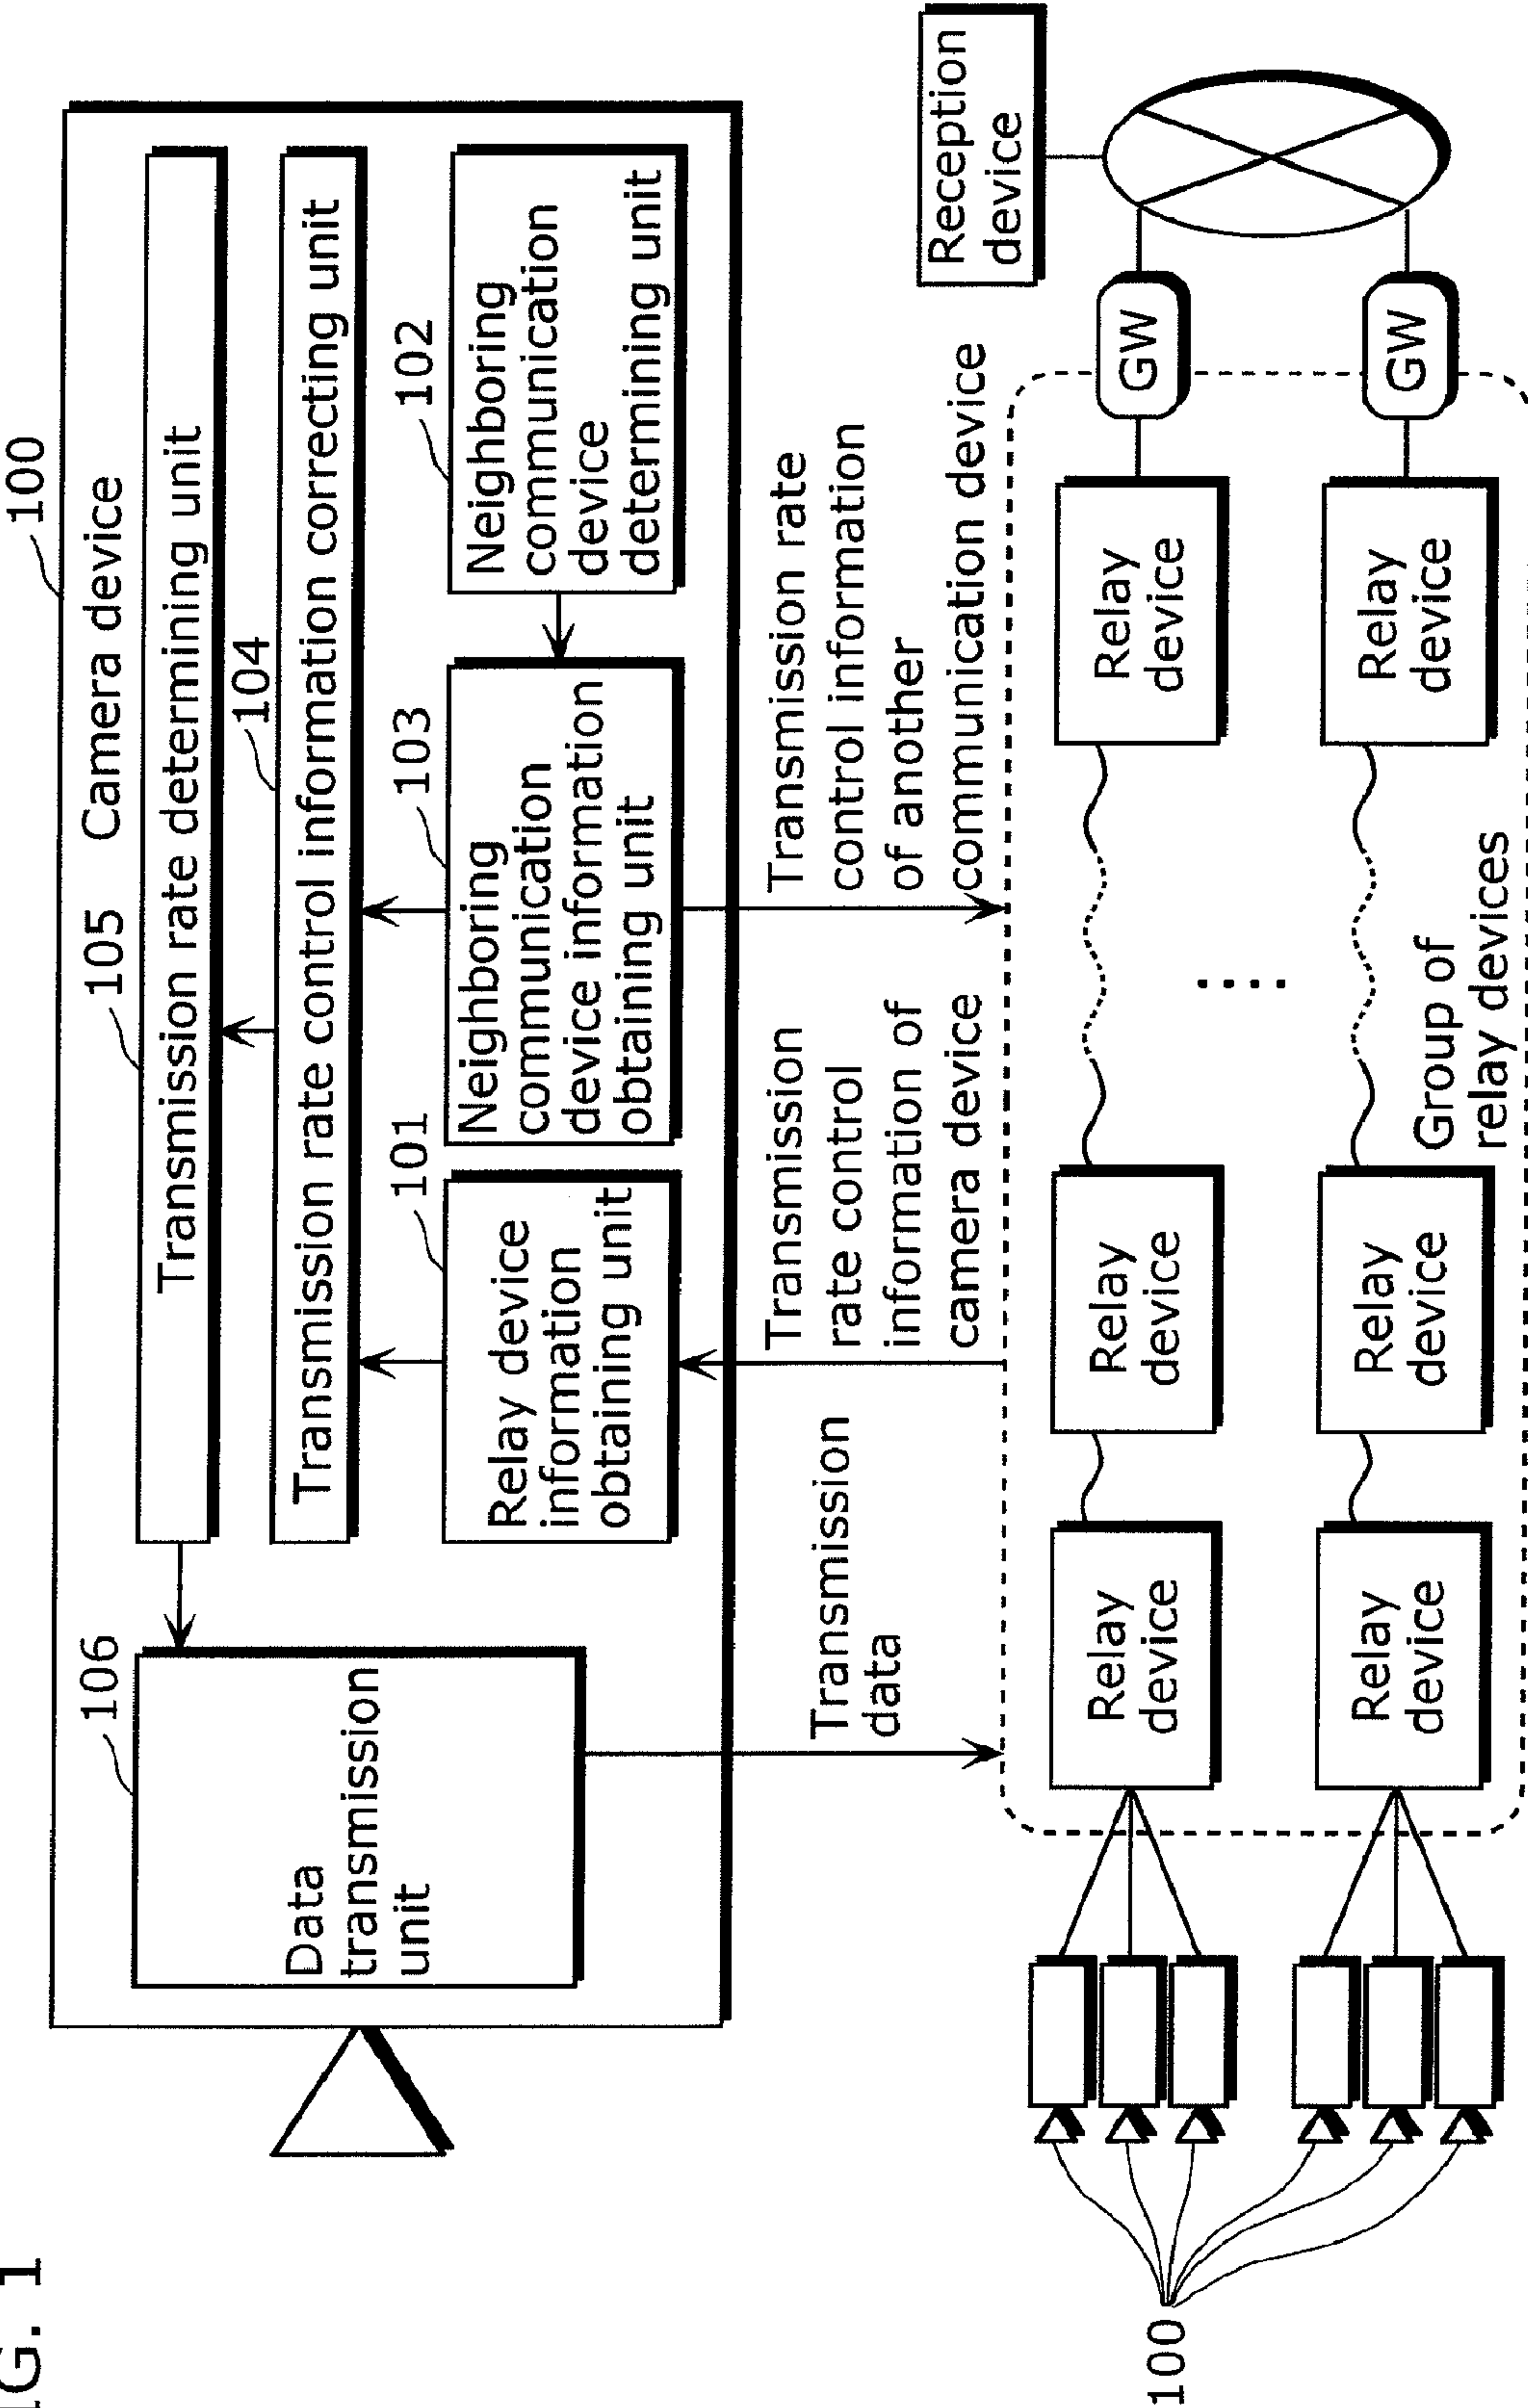 IG. 1
100
105
Camera device
Transmission rate determining unit
104
Transmission rate control information correcting unit
106
Data
transmission
unit
101
Relay device
information
obtaining unit
103
Neighboring
communication
device information
obtaining unit
102
Neighboring
communication
device
determining unit
Transmission
data
Transmission
rate control
information of
camera device
Transmission rate
control information
of another
communication device
Reception
device
100
Relay
device
Relay
device
Relay
device
GW
Relay
device
Relay
device
Relay
device
GW
Group of
relay devices